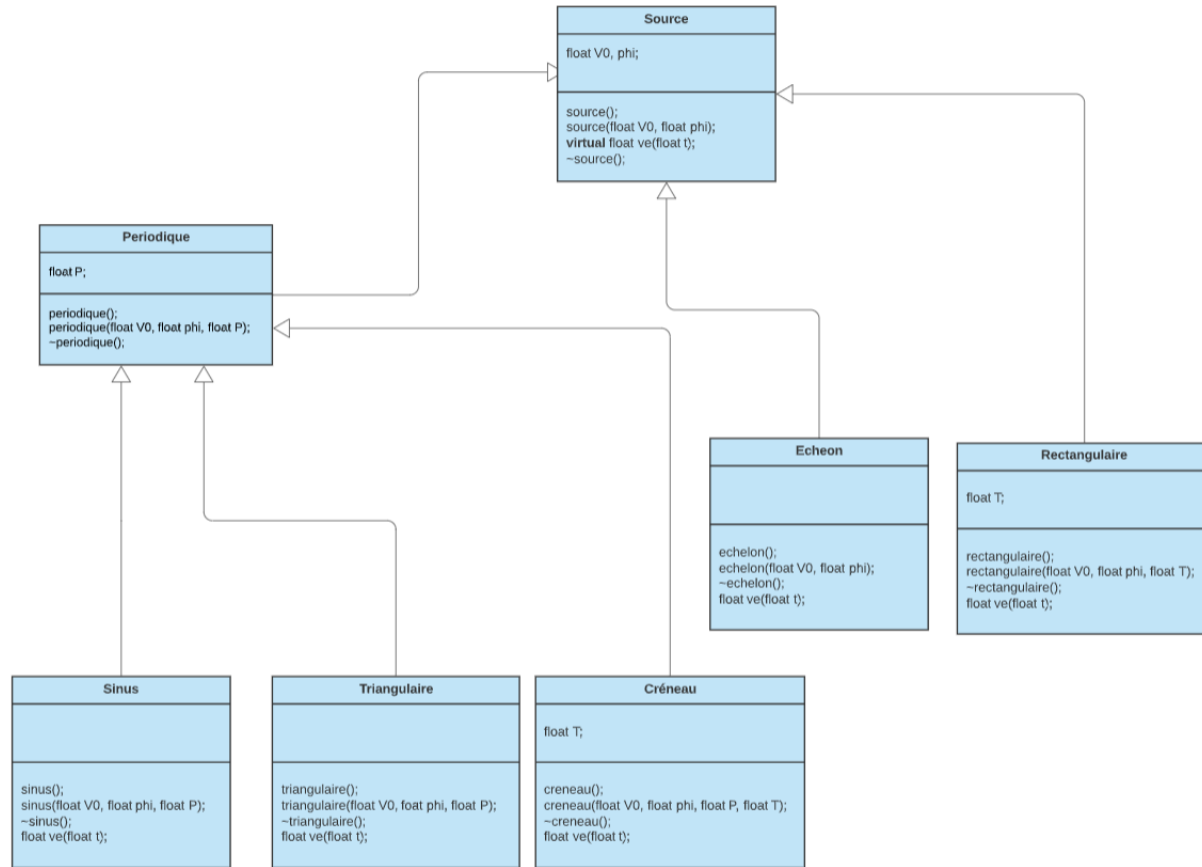 Source
float V0, phi;
source();
source(float V0, float phi);
virtual float ve(float t);
~source();
Periodique
float P;
periodique();
periodique(float V0, float phi, float P);
~periodique();
Echeon
echelon();
echelon(float V0, float phi);
~echelon();
float ve(float t);
Rectangulaire
float T;
rectangulaire();
rectangulaire(float V0, float phi, float T);
~rectangulaire();
float ve(float t);
Sinus
sinus();
sinus(float V0, float phi, float P);
~sinus();
float ve(float t);
Triangulaire
triangulaire();
triangulaire(float V0, foat phi, float P);
~triangulaire();
float ve(float t);
Créneau
float T;
creneau();
creneau(float V0, float phi, float P, float T);
~creneau();
float ve(float t);